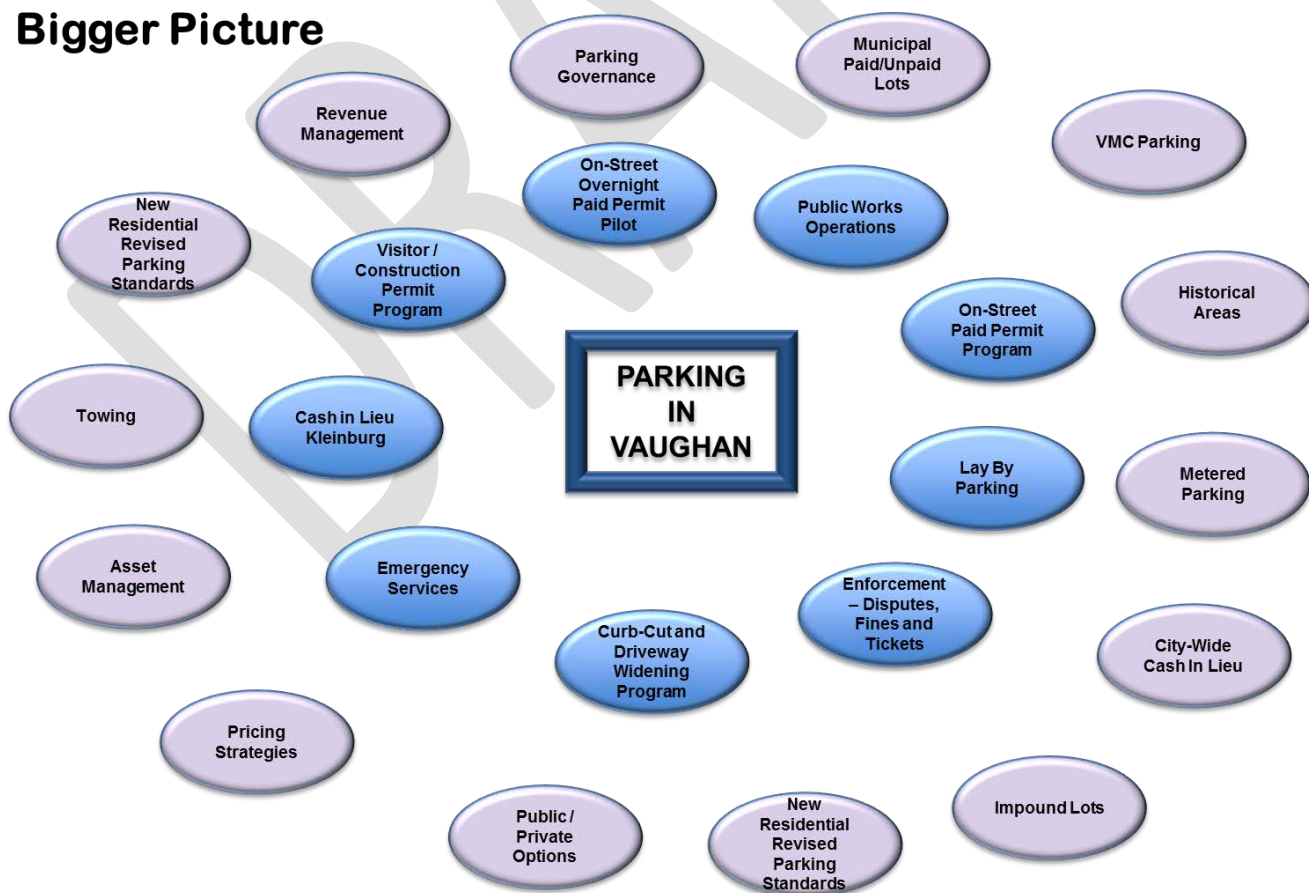 Bigger Picture
Parking
Governance
Municipal
Paid/Unpaid
Lots
Revenue
Management
VMC Parking
On-Street
Overnight
Paid Permit
Pilot
Public Works
Operations
New
Residential
Revised
Parking
Standards
Visitor /
Construction
Permit
Program
Historical
Areas
On-Street
Paid Permit
Program
PARKING
IN
VAUGHAN
Towing
Cash in Lieu
Kleinburg
Lay By
Parking
Metered
Parking
Asset
Management
Emergency
Services
Enforcement
– Disputes,
Fines and
Tickets
Curb-Cut and
Driveway
Widening
Program
City-Wide
Cash In Lieu
Pricing
Strategies
Public /
Private
Options
New
Residential
Revised
Parking
Standards
Impound Lots
DRA